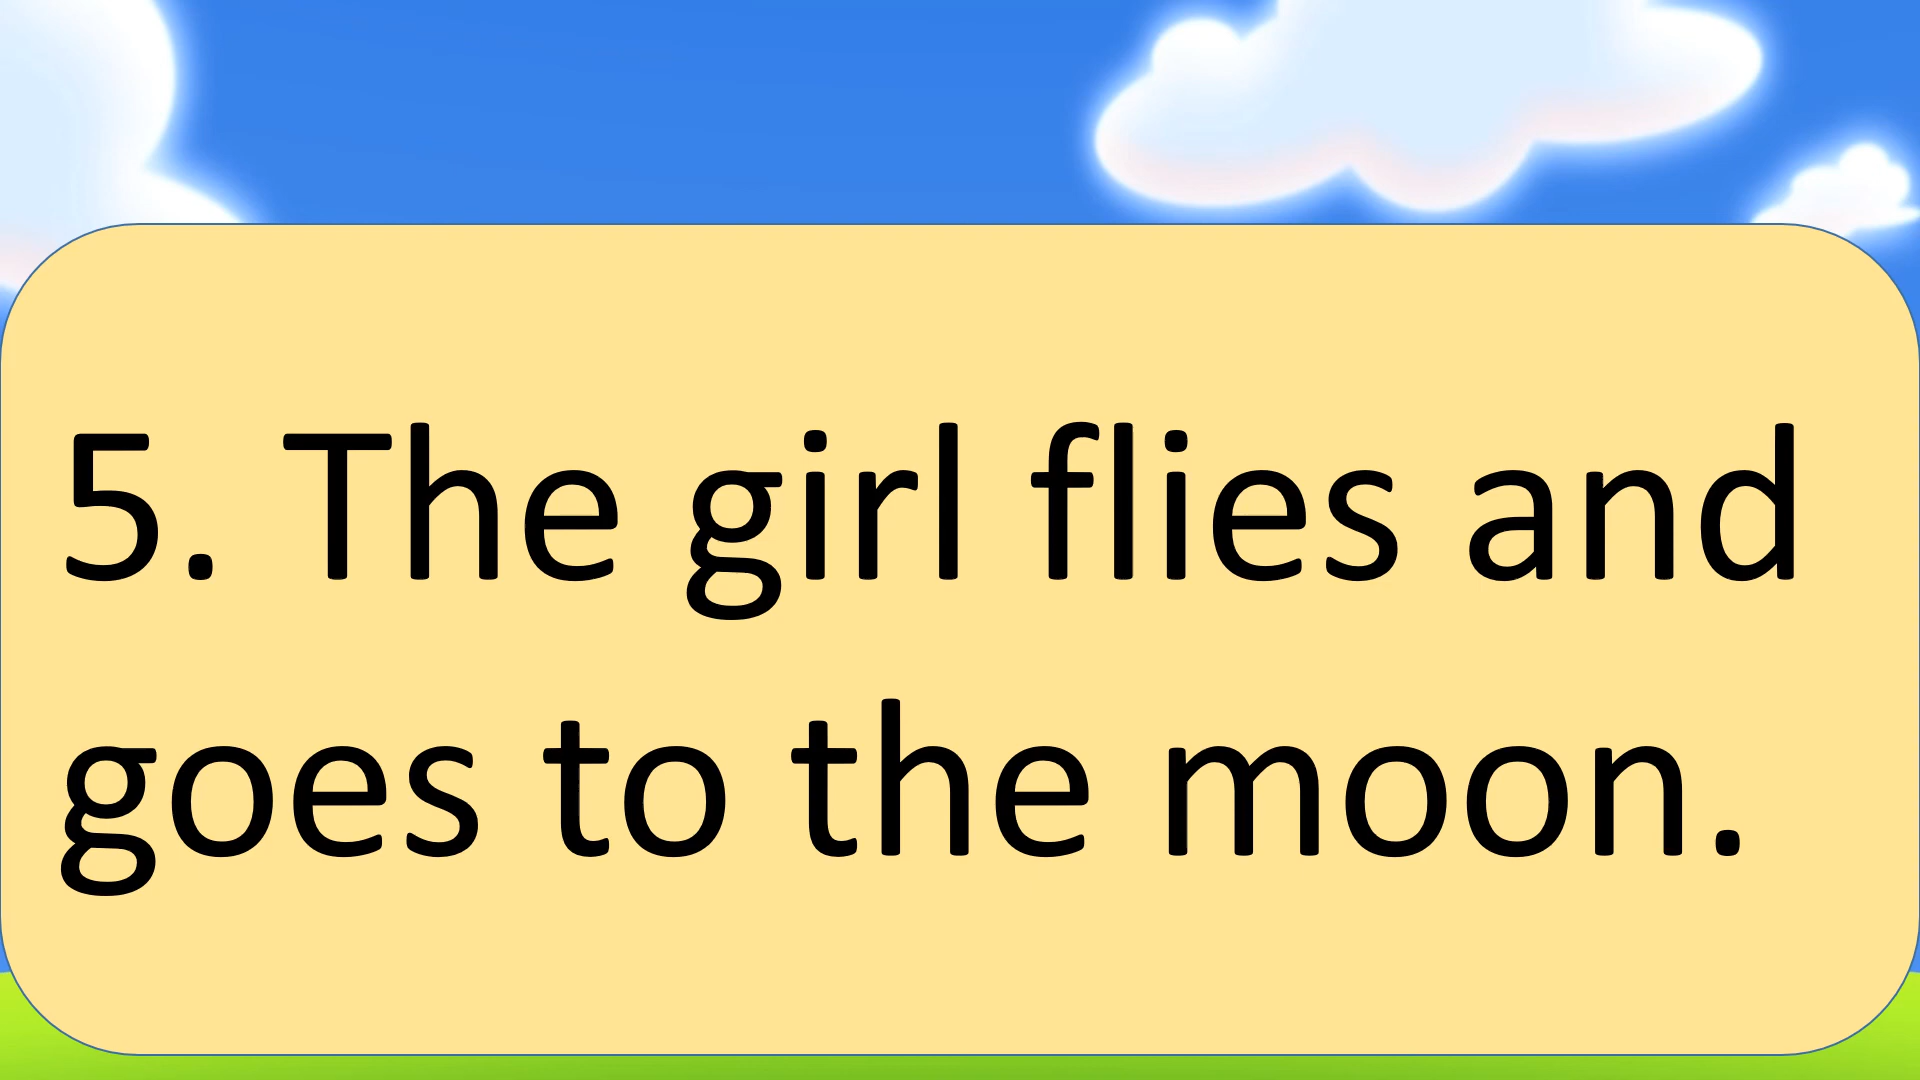 5. The girl flies and
goes to the moon.